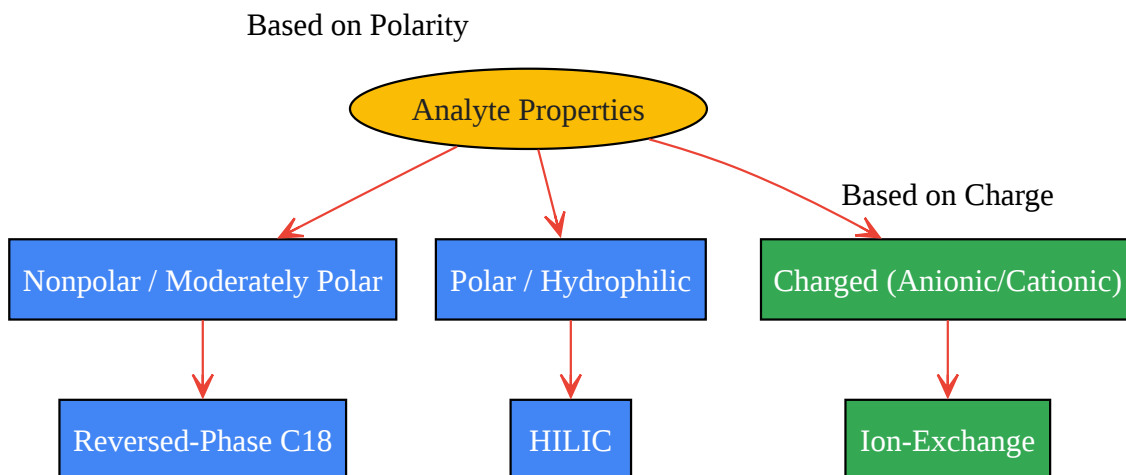 Based on Polarity
Analyte Properties
Based on Charge
Nonpolar / Moderately Polar
Polar / Hydrophilic
Charged (Anionic/Cationic)
Reversed-Phase C18
HILIC
Ion-Exchange